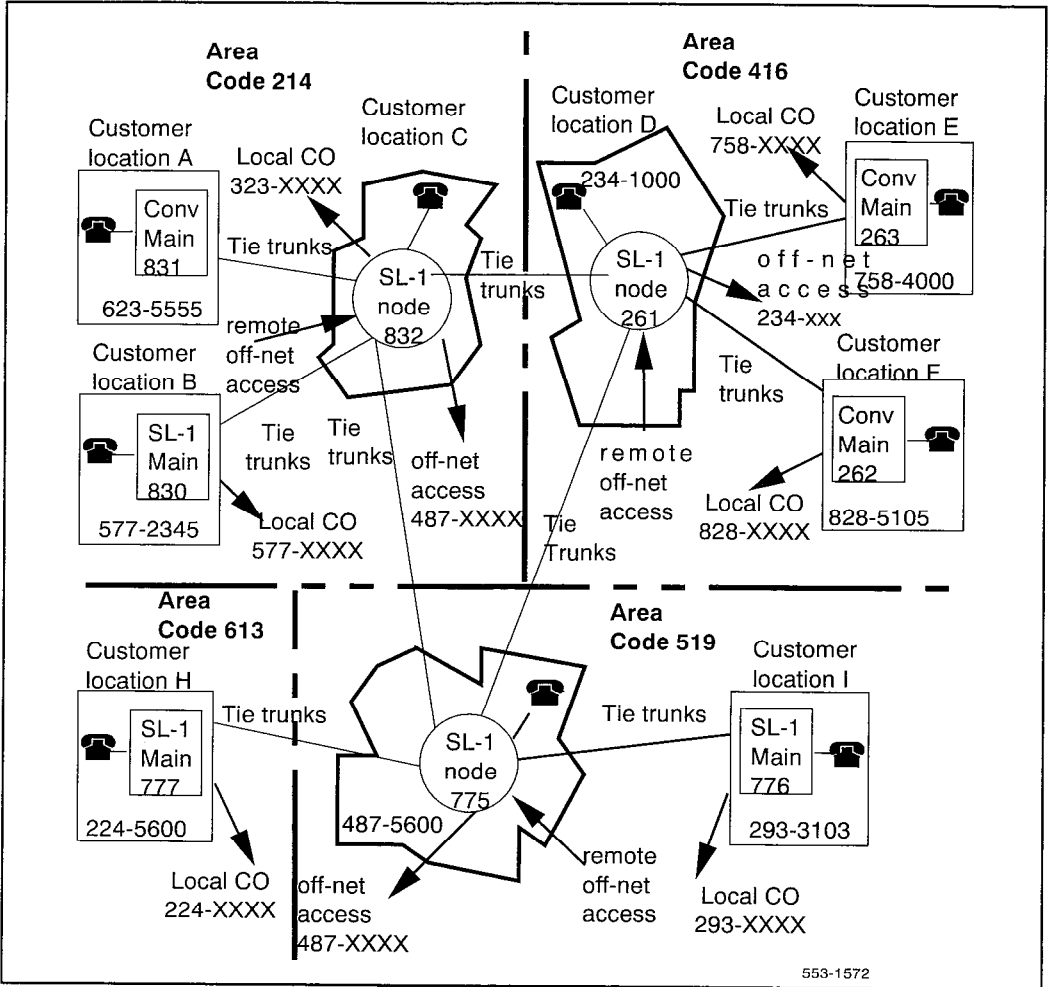 Area
Code 214
Area
Code 416
Customer
location A
Local CO
323-XXXX
Customer
location C
Customer
location D
Local CO
758-XXXX
Customer
location E
Conv
Main
831
623-5555
Tie trunks
SL-1
node
832
Tie
trunks
234-1000
SL-1
node
261
Tie trunks
Conv
Main
263
758-4000
off-net
access
234-xxx
remote
off-net
access
Customer
location B
SL-1
Main
830
577-2345
Tie
trunks
Tie
trunks
Local CO
577-XXXX
off-net
access
487-XXXX
remote
off-net
access
Tie
trunks
Customer
location F
Conv
Main
262
828-5105
Local CO
828-XXXX
Tie
Trunks
Area
Code 613
Area
Code 519
Customer
location H
SL-1
Main
777
224-5600
Tie trunks
Local CO
224-XXXX
SL-1
node
775
487-5600
off-net
access
487-XXXX
remote
off-net
access
Tie trunks
Customer
location I
SL-1
Main
776
293-3103
Local CO
293-XXXX
553-1572